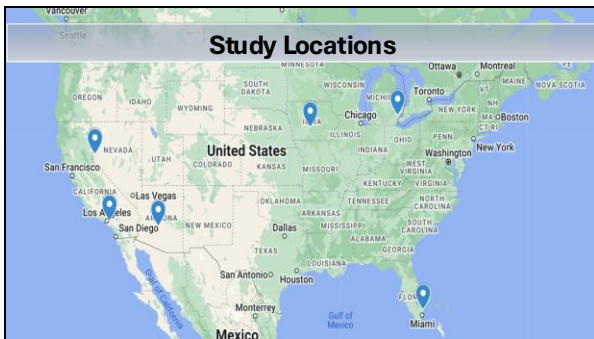 Vancouver
Study Locations
Seattle
MINNESOTA
Ottawa
Montreal
MAINE
NOVA SCOTIA
OREGON
IDAHO
WYOMING
SOUTH
DAKOTA
WISCONSIN
Toronto
VT
NH
NEW YORK
MA
Boston
CT RI
NEBRASKA
Chicago
ILLINOIS
INDIANA
OHIO
PENN
New York
NEVADA
UTAH
COLORADO
United States
KANSAS
MISSOURI
WEST
VIRGINIA
Washington
San Francisco
KENTUCKY
VIRGINIA
CALIFORNIA
Las Vegas
OKLAHOMA
TENNESSEE
NORTH
CAROLINA
Los Angeles
ARIZONA
NEW MEXICO
ARKANSAS
MISSISSIPPI
SOUTH
CAROLINA
San Diego
Dallas
ALABAMA
GEORGIA
TEXAS
LOUISIANA
San Antonio
Houston
Gulf of
California
Monterrey
Gulf of
Mexico
Miami
Mexico